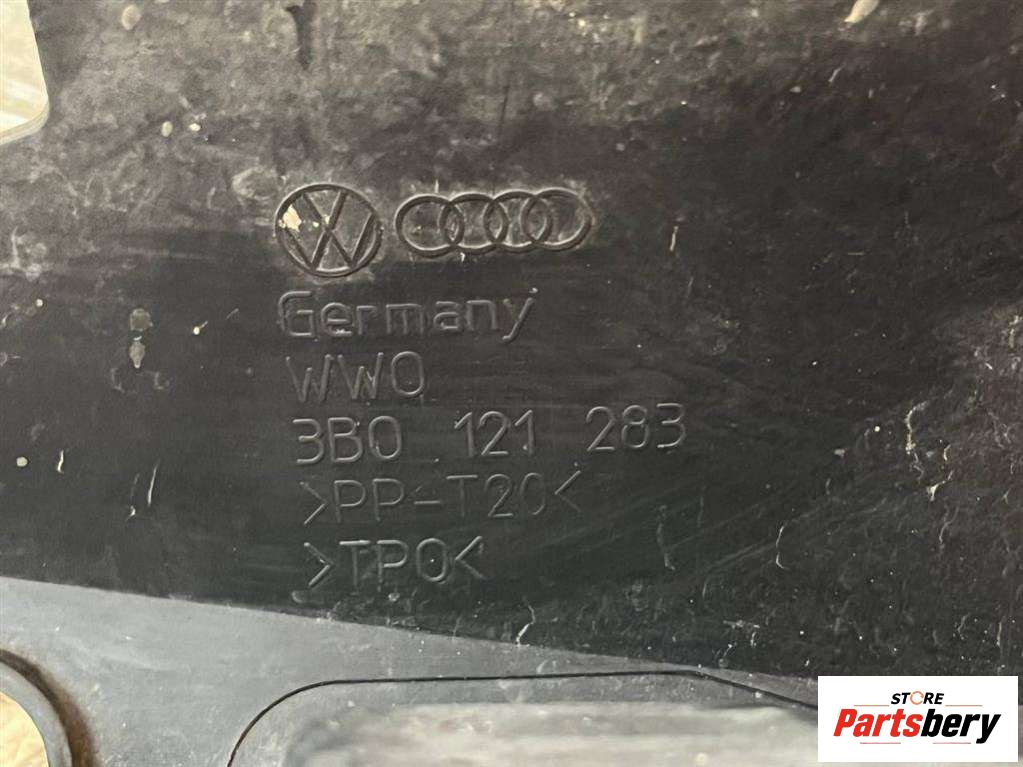 Germany
WWO
3B0 121 283
>PP-T20<
>TPO<
STORE
Partsbery